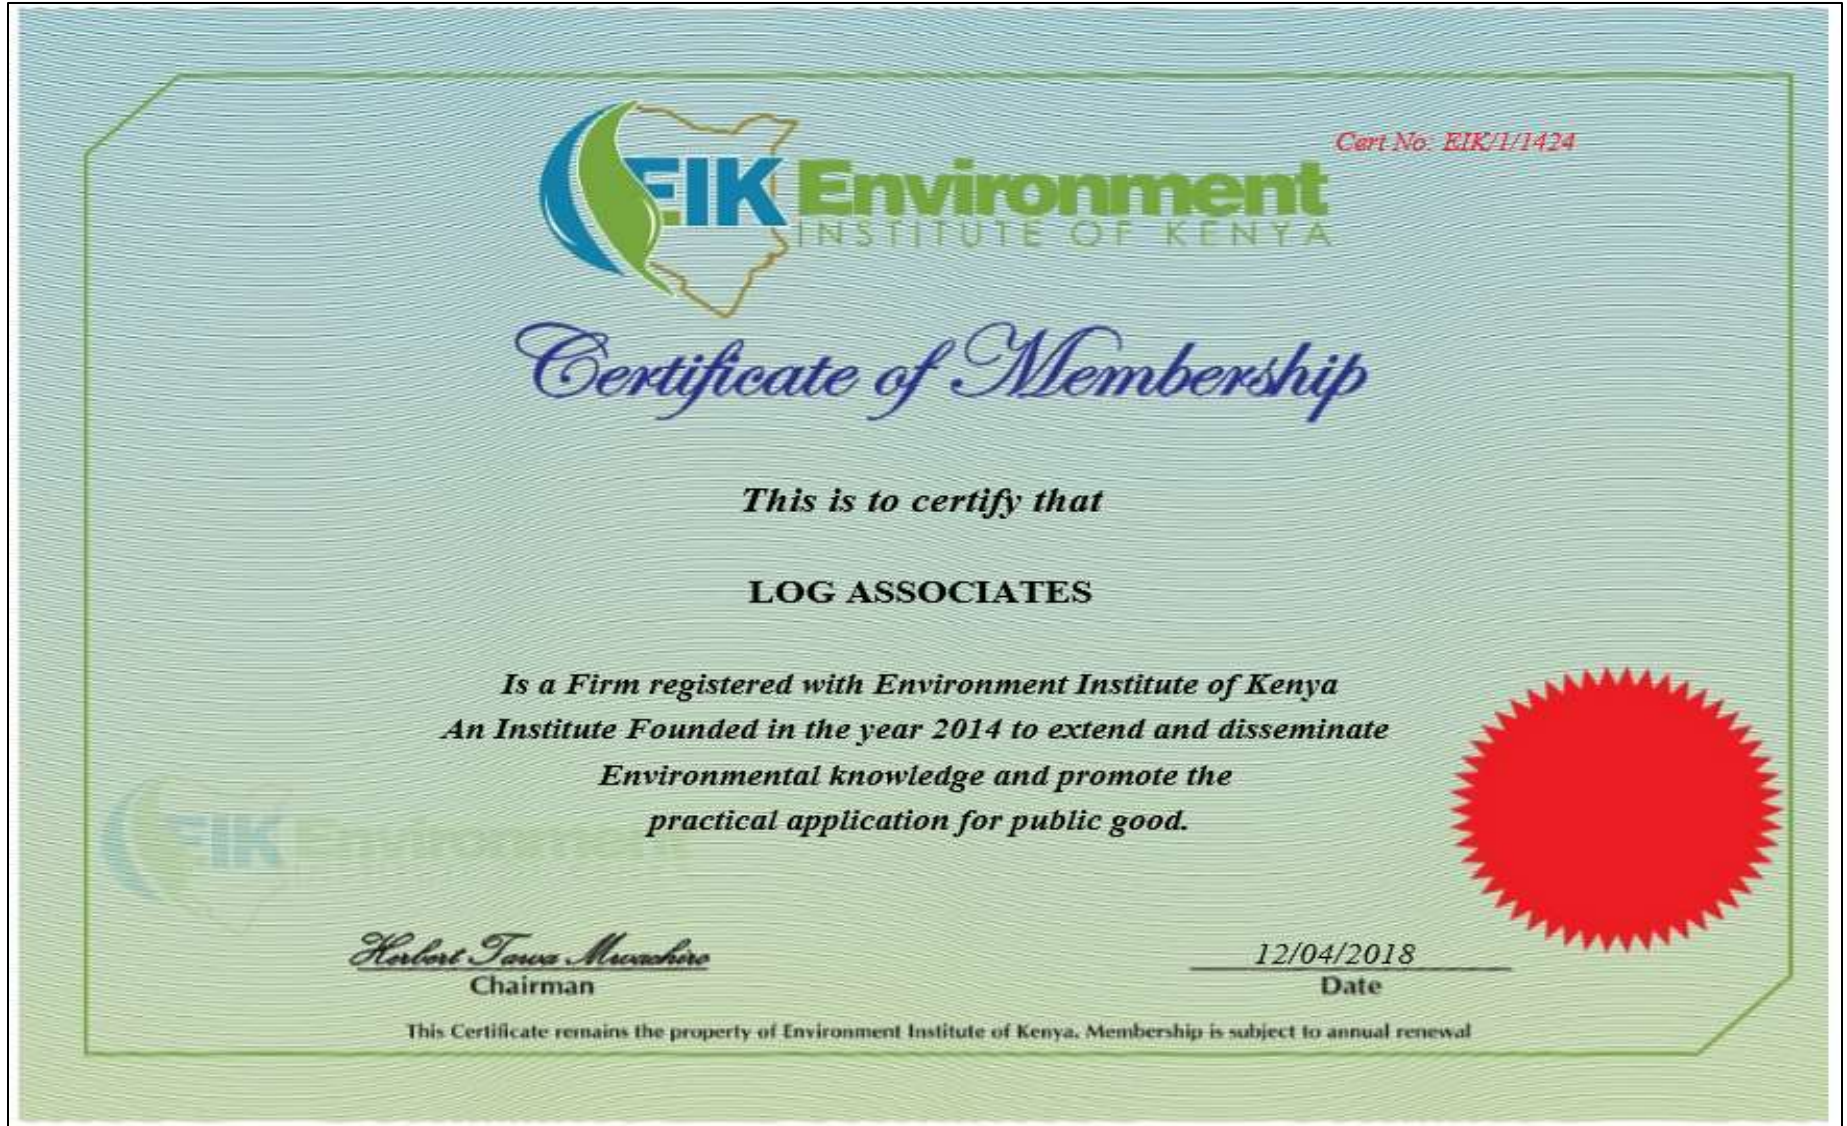 Cert No: EIK/1/1424
EIK Environment
INSTITUTE OF KENYA
Certificate of Membership
This is to certify that
LOG ASSOCIATES
Is a Firm registered with Environment Institute of Kenya
An Institute Founded in the year 2014 to extend and disseminate
Environmental knowledge and promote the
practical application for public good.
EIK Environment
Herbert Tawa Mwachiro
Chairman
12/04/2018
Date
This Certificate remains the property of Environment Institute of Kenya. Membership is subject to annual renewal